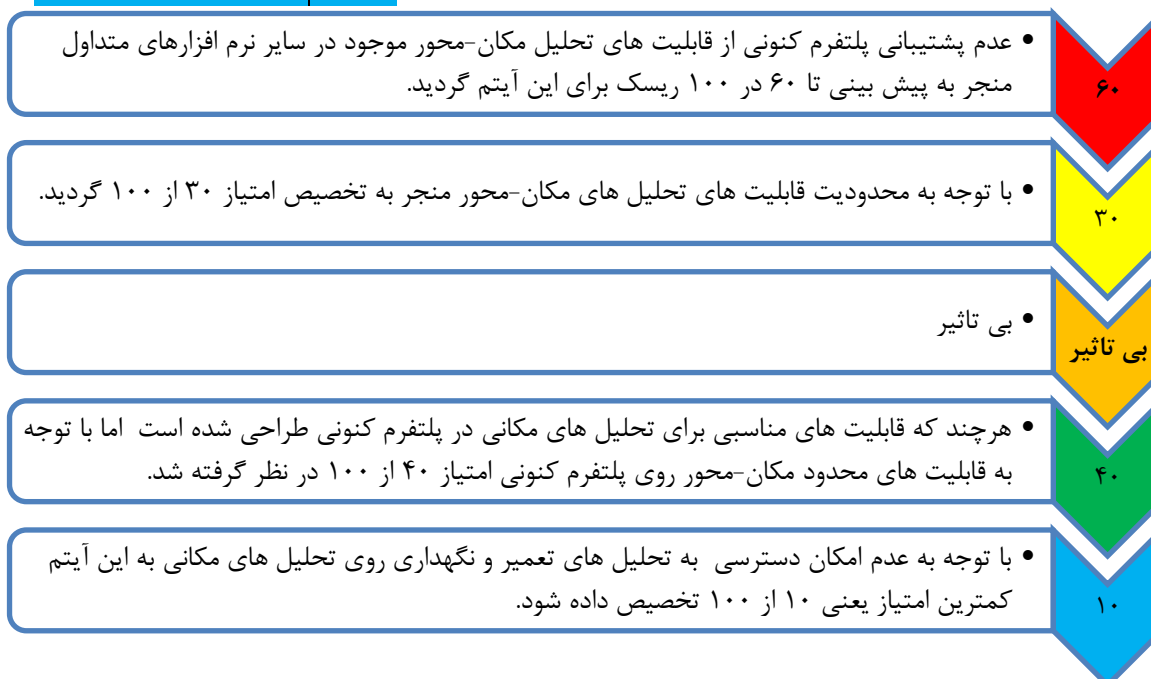 ۶۰
• عدم پشتیبانی پلتفرم کنونی از قابلیت های تحلیل مکان-محور موجود در سایر نرم افزارهای متداول
منجر به پیش بینی تا ۶۰ در ۱۰۰ ریسک برای این آیتم گردید.
۳۰
• با توجه به محدودیت قابلیت های تحلیل های مکان-محور منجر به تخصیص امتیاز ۳۰ از ۱۰۰ گردید.
بی تاثیر
• بی تاثیر
۴۰
• هرچند که قابلیت های مناسبی برای تحلیل های مکانی در پلتفرم کنونی طراحی شده است اما با توجه
به قابلیت های محدود مکان-محور روی پلتفرم کنونی امتیاز ۴۰ از ۱۰۰ در نظر گرفته شد.
۱۰
• با توجه به عدم امکان دسترسی به تحلیل های تعمیر و نگهداری روی تحلیل های مکانی به این آیتم
کمترین امتیاز یعنی ۱۰ از ۱۰۰ تخصیص داده شود.